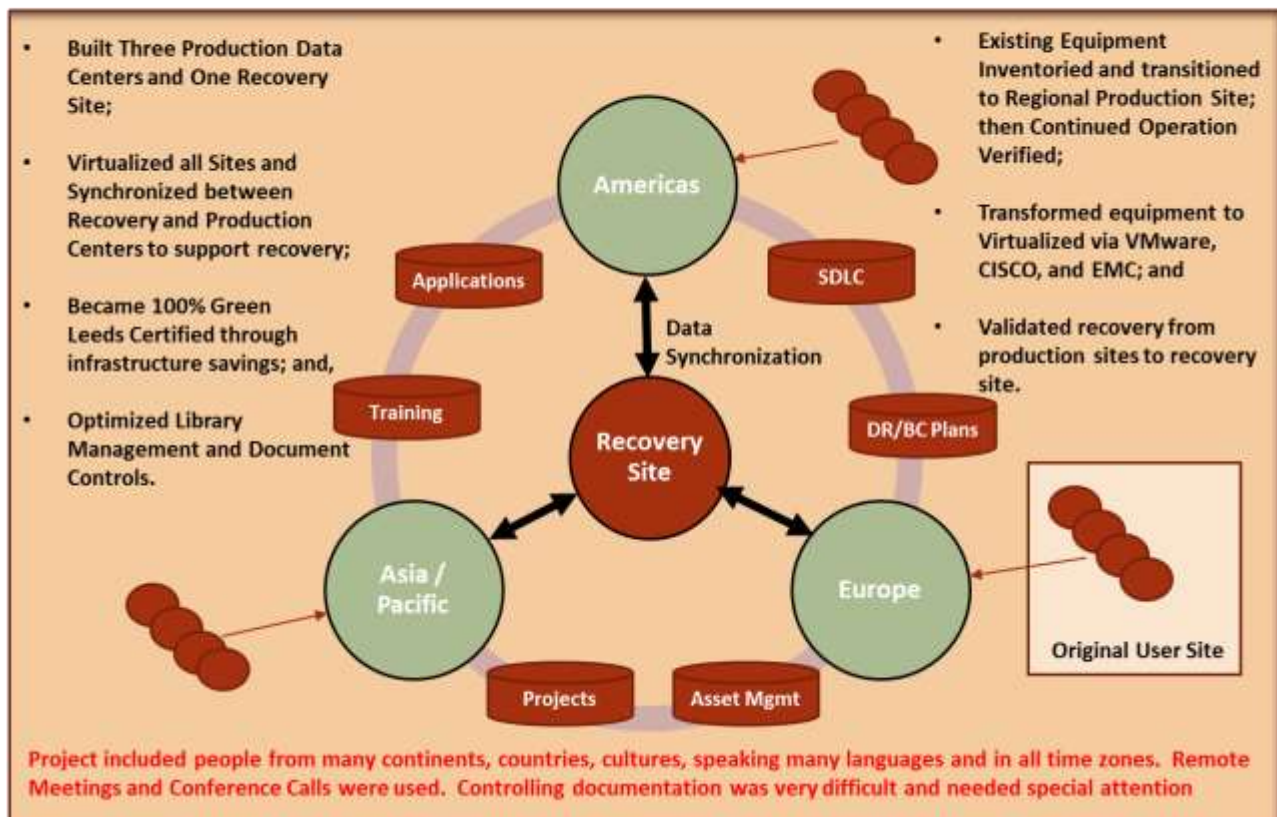 • Built Three Production Data
Centers and One Recovery
Site;
• Virtualized all Sites and
Synchronized between
Recovery and Production
Centers to support recovery;
• Became 100% Green
Leeds Certified through
infrastructure savings; and,
• Optimized Library
Management and Document
Controls.
• Existing Equipment
Inventoried and transitioned
to Regional Production Site;
then Continued Operation
Verified;
• Transformed equipment to
Virtualized via VMware,
CISCO, and EMC; and
• Validated recovery from
production sites to recovery
site.
Americas
Applications
SDLC
Data
Synchronization
Training
Recovery
Site
DR/BC Plans
Asia /
Pacific
Europe
Original User Site
Projects
Asset Mgmt
Project included people from many continents, countries, cultures, speaking many languages and in all time zones. Remote
Meetings and Conference Calls were used. Controlling documentation was very difficult and needed special attention